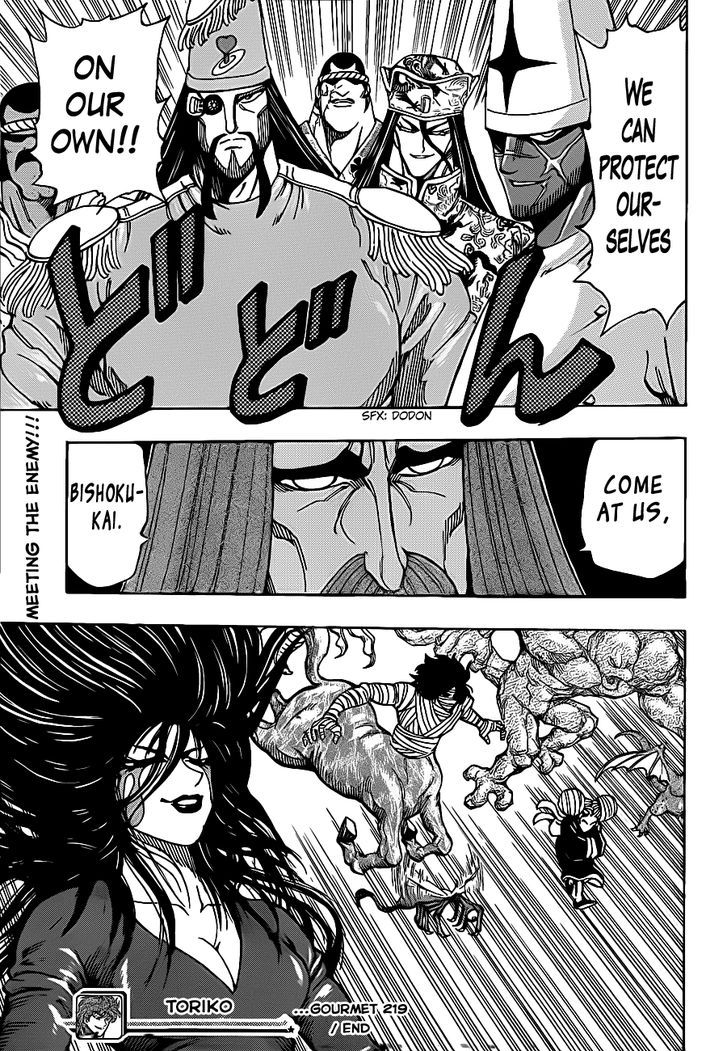 WE
CAN
PROTECT
OUR-
SELVES
ON
OUR
OWN!!
どどん
SFX: DODON
COME
AT US,
BISHOKU-
KAI.
MEETING THE ENEMY!!!
TORIKO
...GOURMET 219
/ END